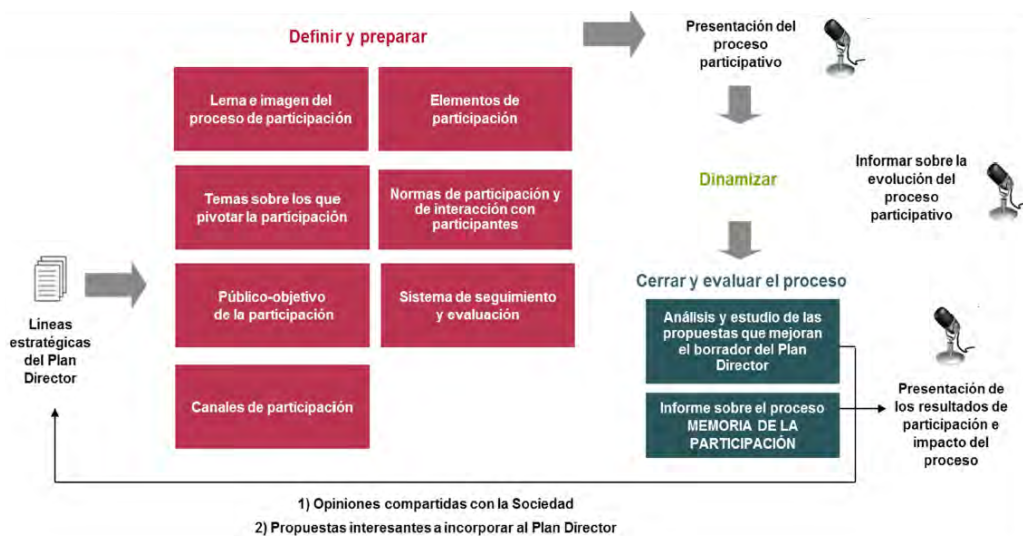 Definir y preparar
Lema e imagen del
proceso de participación
Elementos de
participación
Temas sobre los que
pivotar la participación
Normas de participación y
de interacción con
participantes
Público-objetivo
de la participación
Sistema de seguimiento
y evaluación
Canales de participación
Líneas
estratégicas
del Plan
Director
Presentación del
proceso
participativo
Dinamizar
Informar sobre la
evolución del
proceso
participativo
Cerrar y evaluar el proceso
Análisis y estudio de las
propuestas que mejoran
el borrador del Plan
Director
Informe sobre el proceso
MEMORIA DE LA
PARTICIPACIÓN
Presentación de
los resultados de
participación e
impacto del
proceso
1) Opiniones compartidas con la Sociedad
2) Propuestas interesantes a incorporar al Plan Director